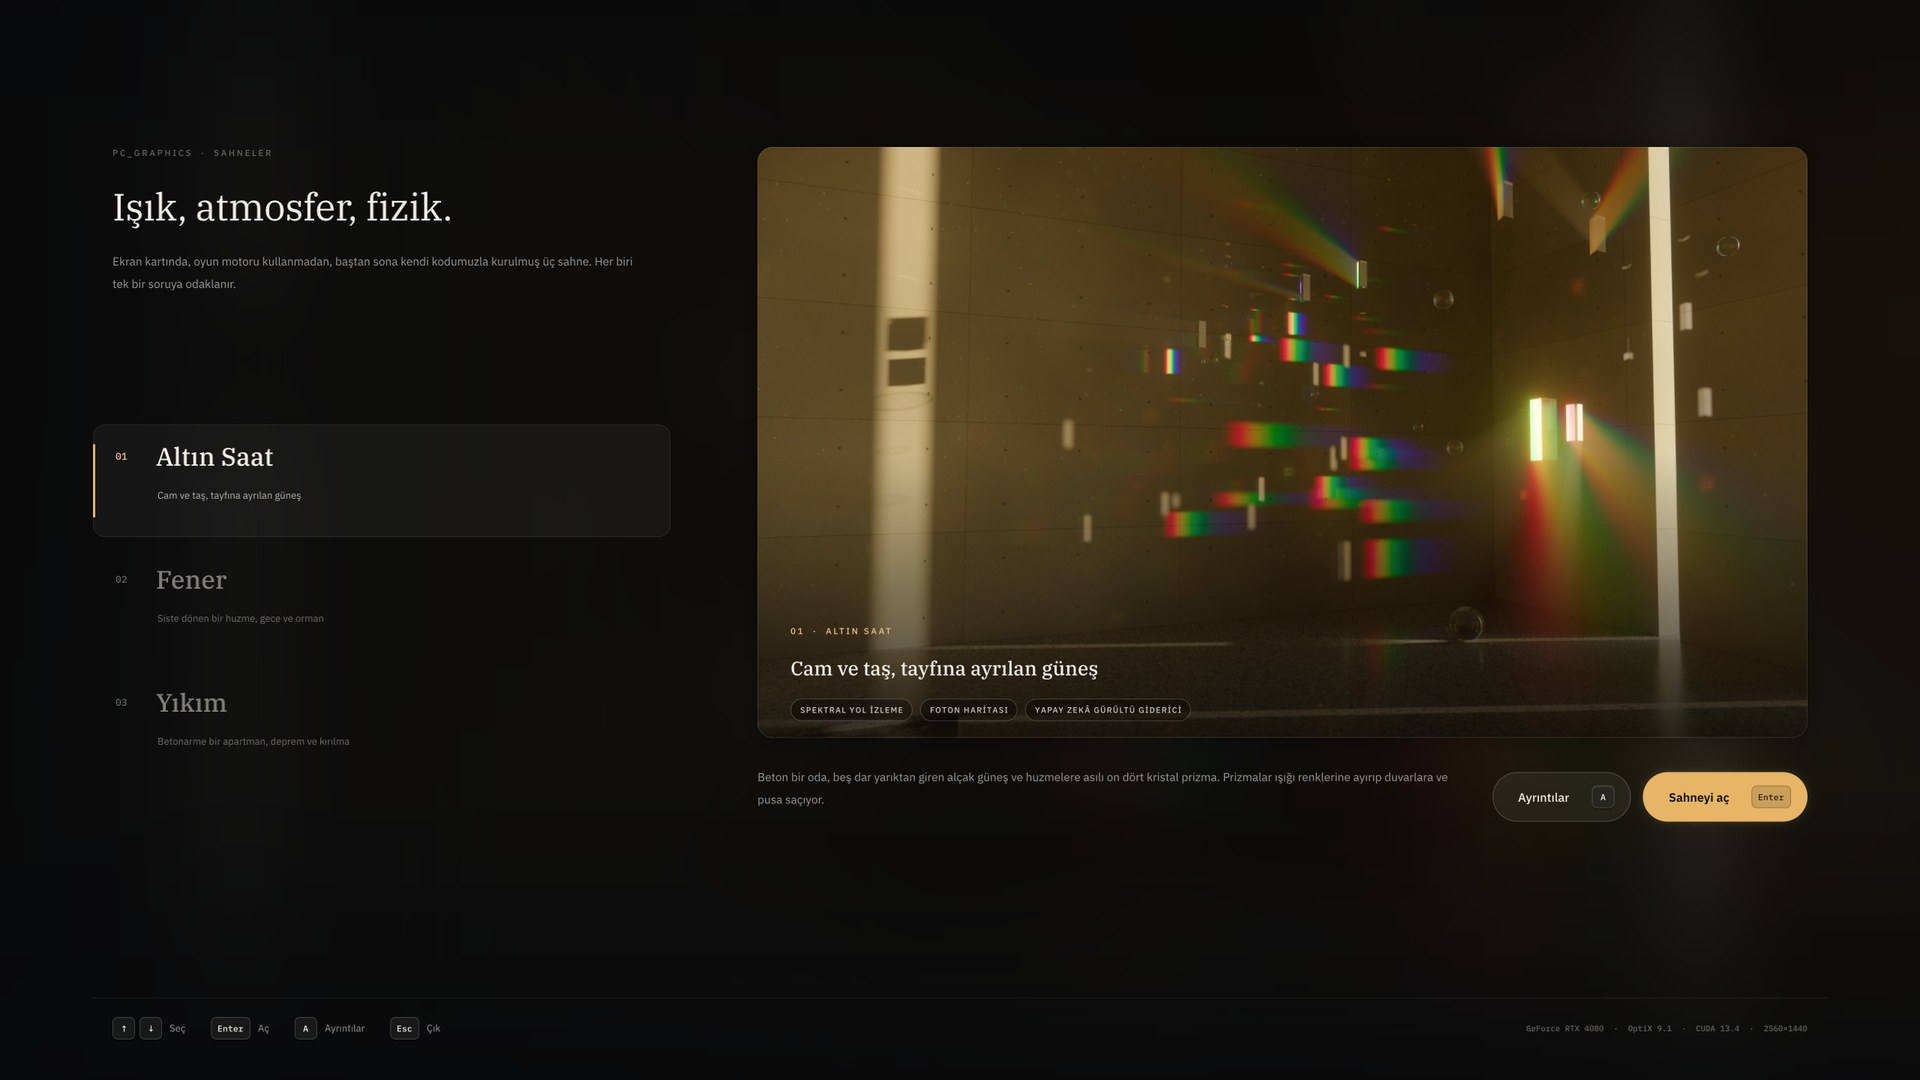 PC_GRAPHICS · SAHNELER
Işık, atmosfer, fizik.
Ekran kartında, oyun motoru kullanmadan, baştan sona kendi kodumuzla kurulmuş üç sahne. Her biri
tek bir soruya odaklanır.
01 Altın Saat
Cam ve taş, tayfına ayrılan güneş
02 Fener
Siste dönen bir huzme, gece ve orman
03 Yıkım
Betonarme bir apartman, deprem ve kırılma
01 · ALTIN SAAT
Cam ve taş, tayfına ayrılan güneş
SPEKTRAL YOL İZLEME FOTON HARİTASI YAPAY ZEKÂ GÜRÜLTÜ GİDERİCİ
Beton bir oda, beş dar yarıktan giren alçak güneş ve huzmelere asılı on dört kristal prizma. Prizmalar ışığı renklerine ayırıp duvarlara ve
pusa saçıyor.
Ayrıntılar A Sahneyi aç Enter
↑ ↓ Seç Enter Aç A Ayrıntılar Esc Çık
GeForce RTX 4080 · OptiX 9.1 · CUDA 13.4 · 2560×1440